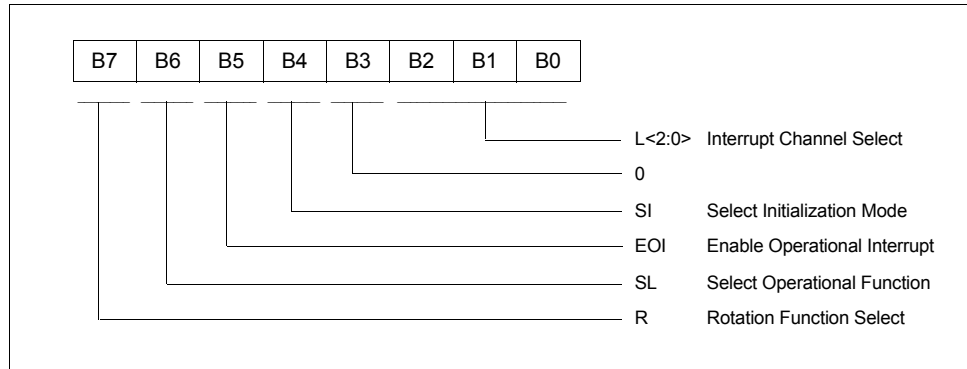 B7 B6 B5 B4 B3 B2 B1 B0
L<2:0> Interrupt Channel Select
0
SI Select Initialization Mode
EOI Enable Operational Interrupt
SL Select Operational Function
R Rotation Function Select